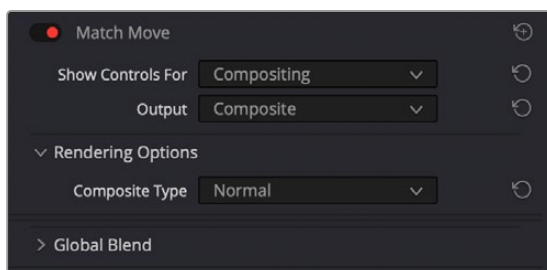 Match Move
Show Controls For Compositing
Output Composite
Rendering Options
Composite Type Normal
Global Blend